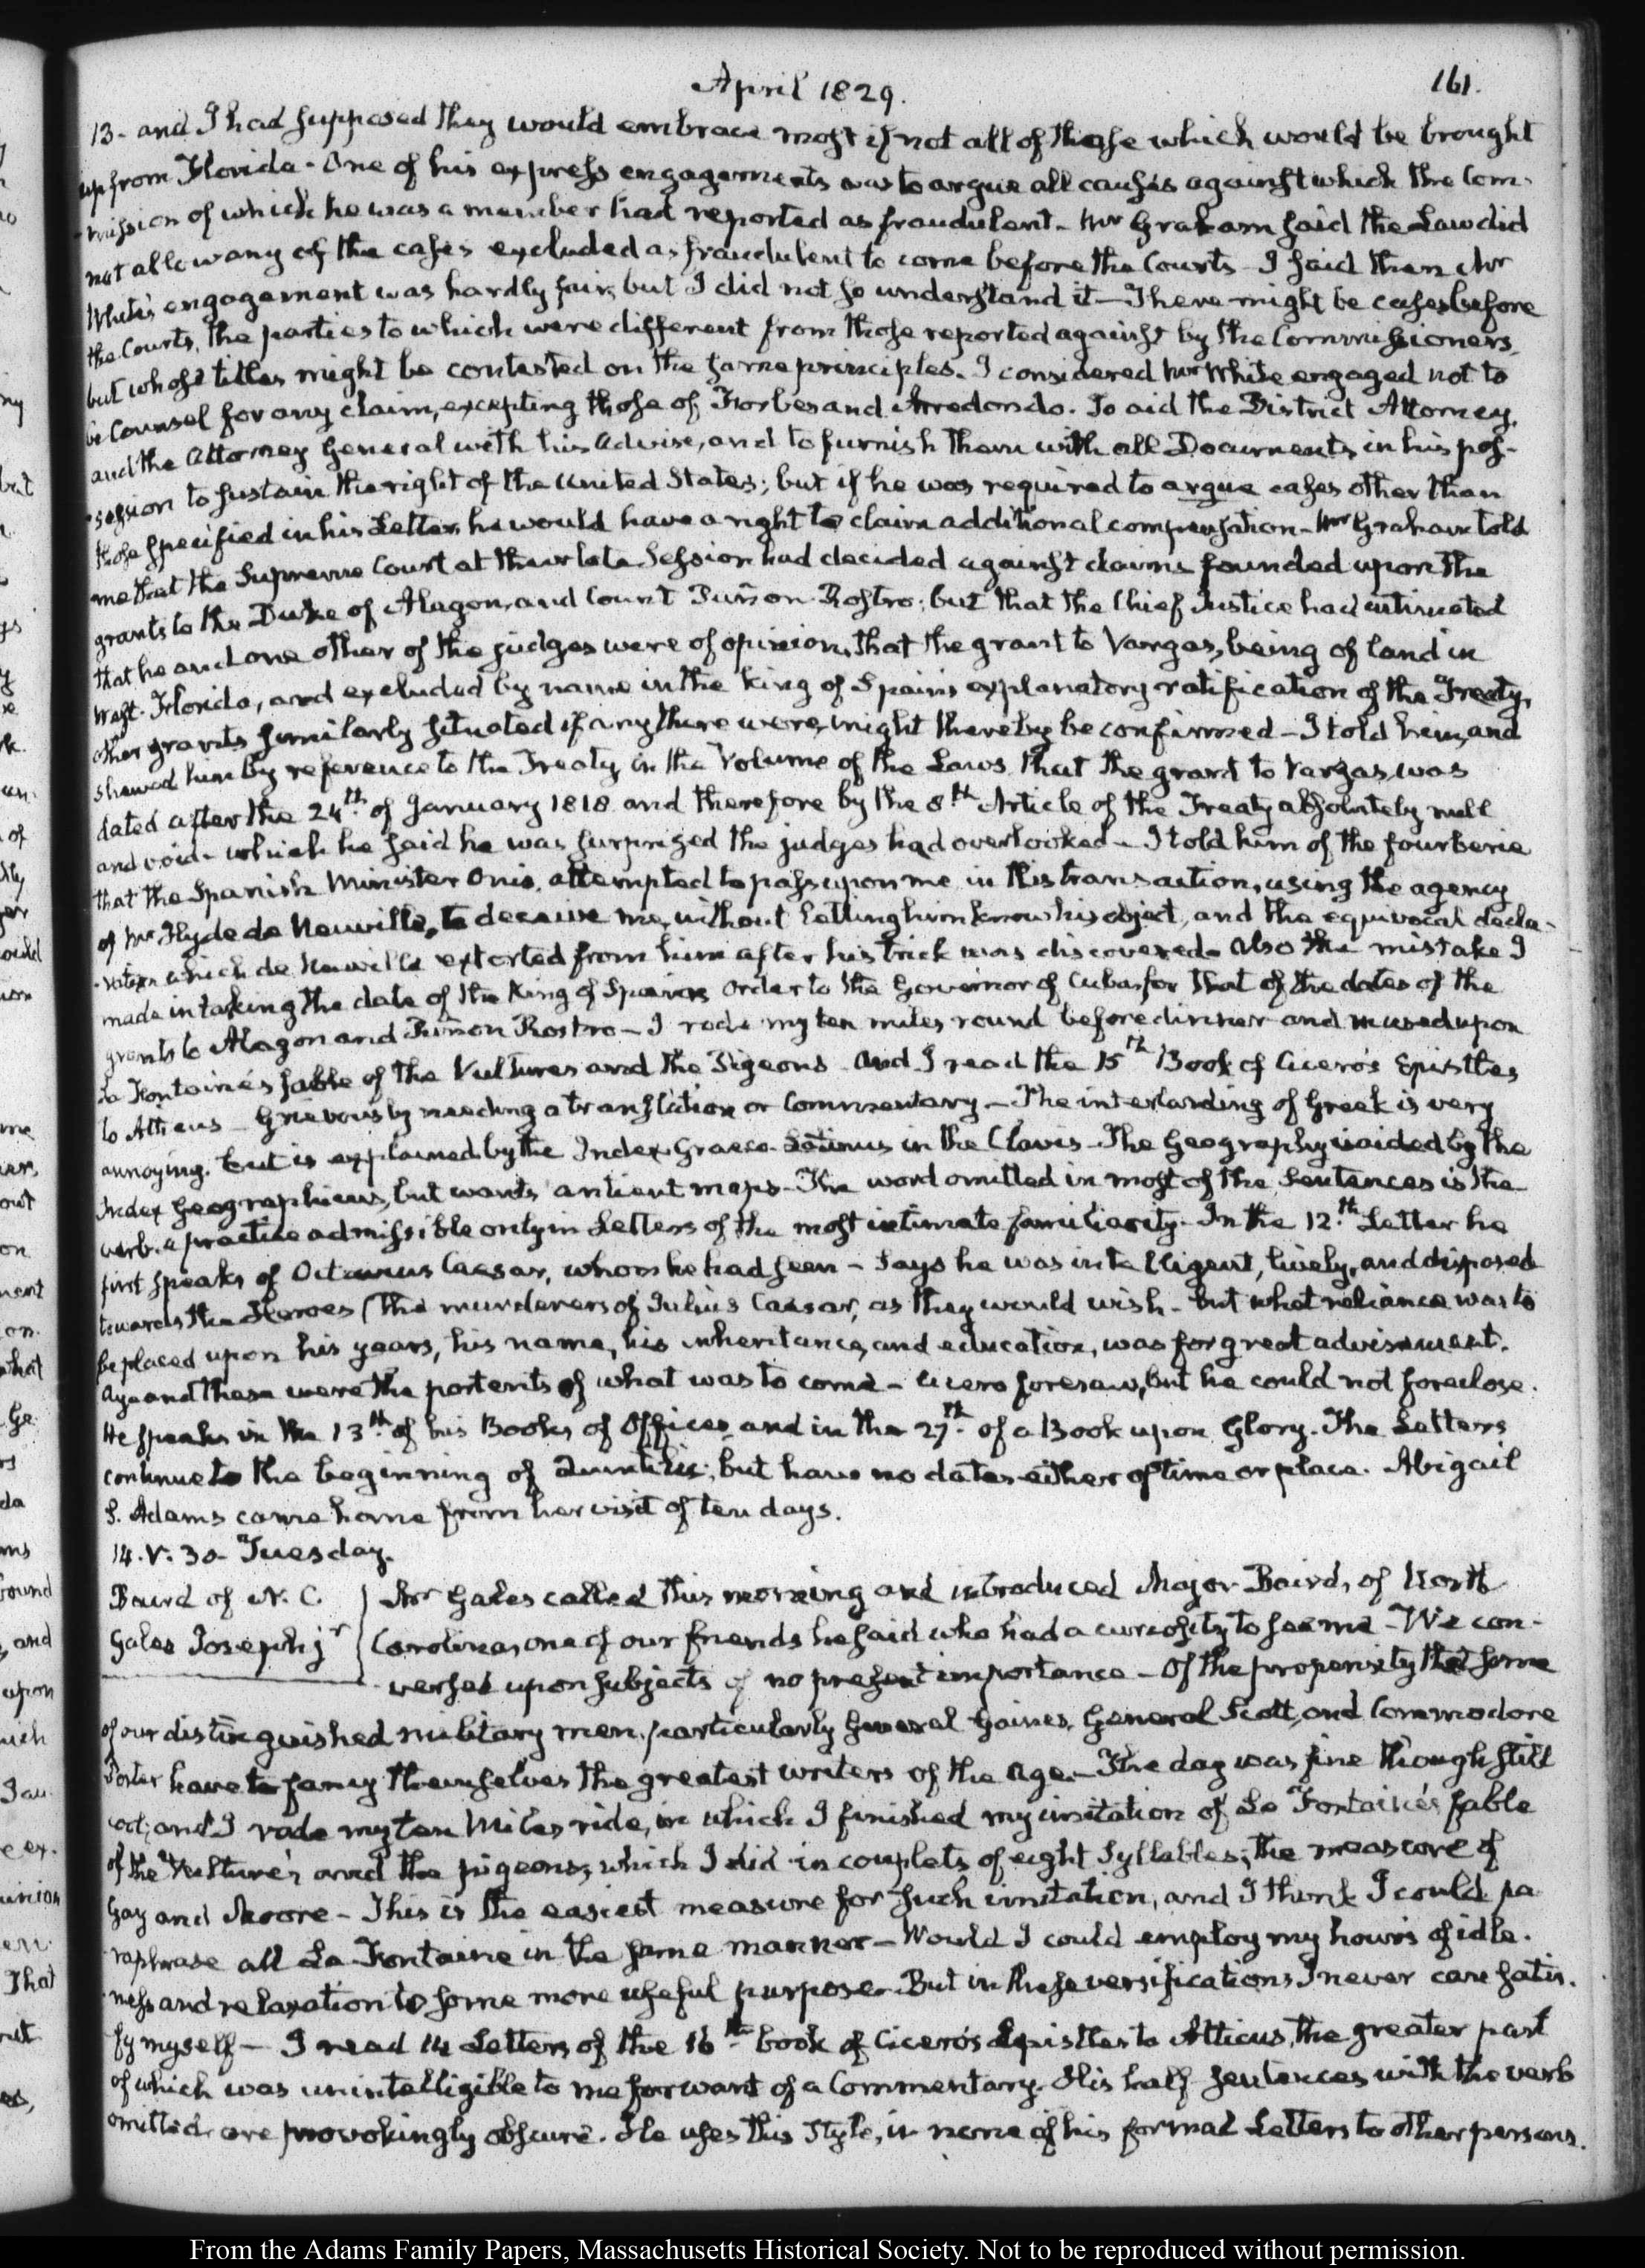 April 1829.
161.
13- and I had supposed they would embrace most if not all of those which would be brought
up from Florida - One of his express engagements was to argue all causes against which the Com-
-mission of which he was a member had reported as fraudulent - Mr Graham said the Law did
not allow any of the cases excluded as fraudulent to come before the Courts - I said then Mr
White's engagement was hardly fair, but I did not so understand it - There might be cases before
the Courts, the parties to which were different from those reported against by the Commissioners,
but whose titles might be contested on the same principles. I considered Mr White engaged not to
be Counsel for any claim, excepting those of Forbes and Arredondo. To aid the District Attorney,
and the Attorney General with his advise, and to furnish them with all Documents in his pos-
-session to sustain the right of the United States; but if he was required to argue cases other than
those specified in his Letter, he would have a right to claim additional compensation - Mr Graham told
me that the Supreme Court at their late Session had decided against claims founded upon the
grants to the Duke of Alagon, and Count Puñon Rostro; but that the Chief Justice had intimated
that he and one other of the judges were of opinion, that the grant to Vargas, being of land in
West-Florida, and excluded by name in the King of Spain's explanatory ratification of the Treaty,
other grants similarly situated if any there were, might thereby be confirmed - I told him, and
shewed him by reference to the Treaty, in the Volume of the Laws that the grant to Vargas, was
dated after the 24th. of January 1818 and therefore by the 8th Article of the Treaty absolutely null
and void - which he said he was surprized the judges had overlooked - I told him of the fourberie
that the Spanish Minister Onis, attempted to pass upon me in this transaction, using the agency
of Mr Hyde de Neuville, to deceive me, without letting him know his object, and the equivocal decla-
-ration which de Neuville extorted from him after his trick was discovered - also the mistake I
made in taking the date of the King of Spain's order to the Governor of Cuba, for that of the dates of the
grants to Alagon and Puñon Rostro - I rode my ten miles round before dinner and mused upon
La Fontaine's fable of the Vultures and the Pigeons and I read the 15th Book of Cicero's Epistles
to Atticus - Grievously needing a translation or Commentary - The interlarding of Greek is very
annoying, but is explained by the Index Graeco-Latinus in the Clavis - The Geography is aided by the
Index Geographicus, but wants antient maps - The word omitted in most of the Sentences is the
verb. a practice admissible only in Letters of the most intimate familiarity - In the 12.th Letter he
first speaks of Octavius Caesar, whom he had seen - Says he was intelligent, lively, and disposed
towards the Heroes (the murderers of Julius Caesar, as they would wish - but what reliance was to
be placed upon his years, his name, his inheritance, and education, was for great advisement.
Aye and these were the portents of what was to come - Cicero foresaw, but he could not foreclose.
He speaks in the 13th. of his Books of Offices, and in the 27th. of a Book upon Glory. The Letters
continue to the beginning of Quintilis; but have no dates either of time or place. Abigail
S. Adams came home from her visit of ten days.
14. V: 30- Tuesday.
Baird of N. C.
Gales Joseph jr
Mr Gales called this morning and introduced Major Baird, of North
Carolina, one of our friends he said who had a curiosity to see me - We con-
-versed upon subjects of no present importance - Of the propensity that some
of our distinguished military men, particularly General Gaines, General Scott, and Commodore
Porter have to fancy themselves the greatest writers of the age. - The day was fine though still
cool, and I rode my ten Miles ride, in which I finished my imitation of La Fontaine's fable
of the Vultures and the pigeons; which I did in couplets of eight Syllables; the measure of
Gay and Moore - This is the easiest measure for such imitation, and I think I could pa-
-raphrase all La Fontaine in the same manner - Would I could employ my hours of idle-
-ness and relaxation to some more useful purpose. But in these versifications, I never can satis-
fy myself - I read 14 Letters of the 16th book of Cicero's Epistles to Atticus, the greater part
of which was unintelligible to me for want of a Commentary. His half sentences with the verb
omitted, are provokingly obscure. He uses this Style, in none of his formal Letters to other persons.
From the Adams Family Papers, Massachusetts Historical Society. Not to be reproduced without permission.